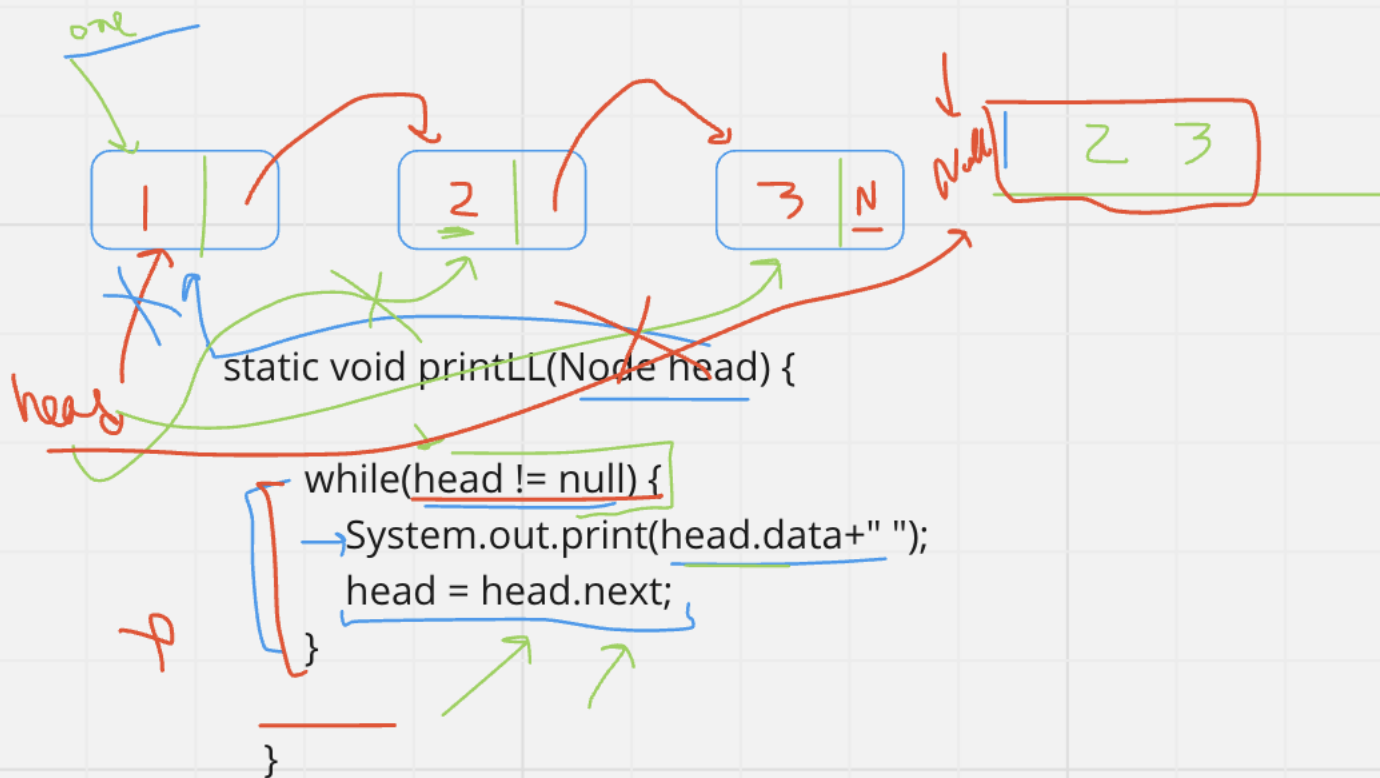 one
1 2 3 N
Null
1 2 3
static void printLL(Node head) {
head
while(head != null) {
System.out.print(head.data+" ");
head = head.next;
}
}